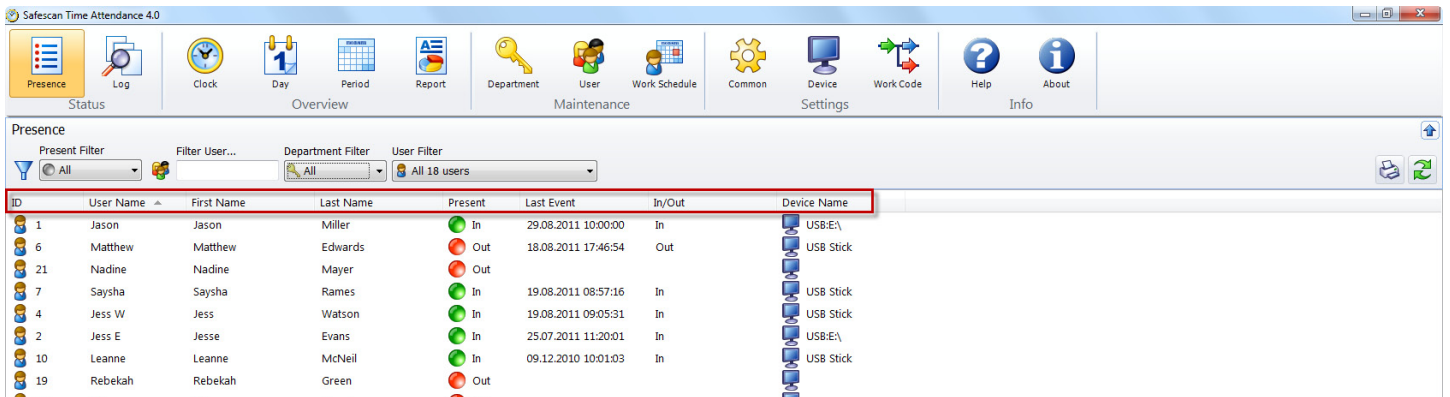 Safescan Time Attendance 4.0
Presence Log Clock Day Period Report Department User Work Schedule Common Device Work Code Help About
Status Overview Maintenance Settings Info
Presence
Present Filter Filter User... Department Filter User Filter
All All All 18 users
ID User Name First Name Last Name Present Last Event In/Out Device Name
1 Jason Jason Miller In 29.08.2011 10:00:00 In USB:E:\
6 Matthew Matthew Edwards Out 18.08.2011 17:46:54 Out USB Stick
21 Nadine Nadine Mayer Out
7 Saysha Saysha Rames In 19.08.2011 08:57:16 In USB Stick
4 Jess W Jess Watson In 19.08.2011 09:05:31 In USB Stick
2 Jess E Jesse Evans In 25.07.2011 11:20:01 In USB:E:\
10 Leanne Leanne McNeil In 09.12.2010 10:01:03 In USB Stick
19 Rebekah Rebekah Green Out